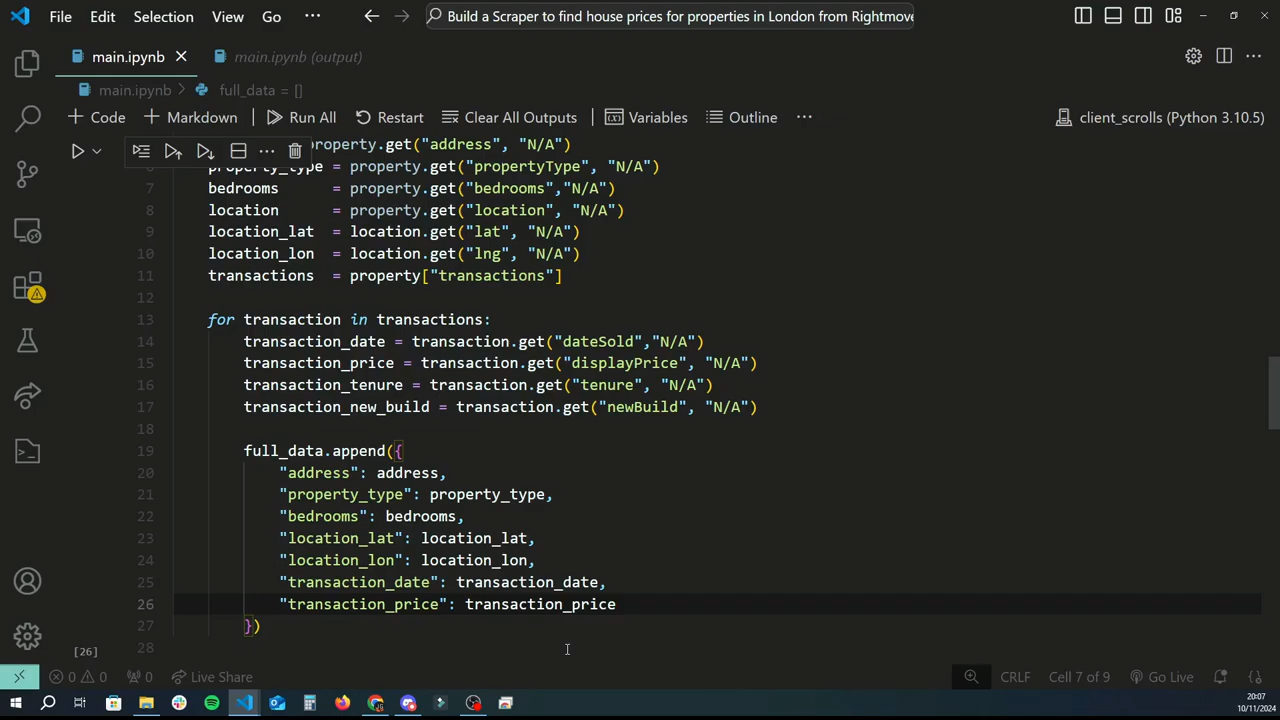 File Edit Selection View Go ··· Build a Scraper to find house prices for properties in London from Rightmove
main.ipynb main.ipynb (output)
main.ipynb > full_data = []
+ Code + Markdown Run All Restart Clear All Outputs Variables Outline ··· client_scrolls (Python 3.10.5)
property.get("address", "N/A")
property_type = property.get("propertyType", "N/A")
7 bedrooms = property.get("bedrooms","N/A")
8 location = property.get("location", "N/A")
9 location_lat = location.get("lat", "N/A")
10 location_lon = location.get("lng", "N/A")
11 transactions = property["transactions"]
12
13 for transaction in transactions:
14 transaction_date = transaction.get("dateSold","N/A")
15 transaction_price = transaction.get("displayPrice", "N/A")
16 transaction_tenure = transaction.get("tenure", "N/A")
17 transaction_new_build = transaction.get("newBuild", "N/A")
18
19 full_data.append({
20 "address": address,
21 "property_type": property_type,
22 "bedrooms": bedrooms,
23 "location_lat": location_lat,
24 "location_lon": location_lon,
25 "transaction_date": transaction_date,
26 "transaction_price": transaction_price
27 })
28
[26]
0 0 0 Live Share CRLF Cell 7 of 9 Go Live
20:07
10/11/2024